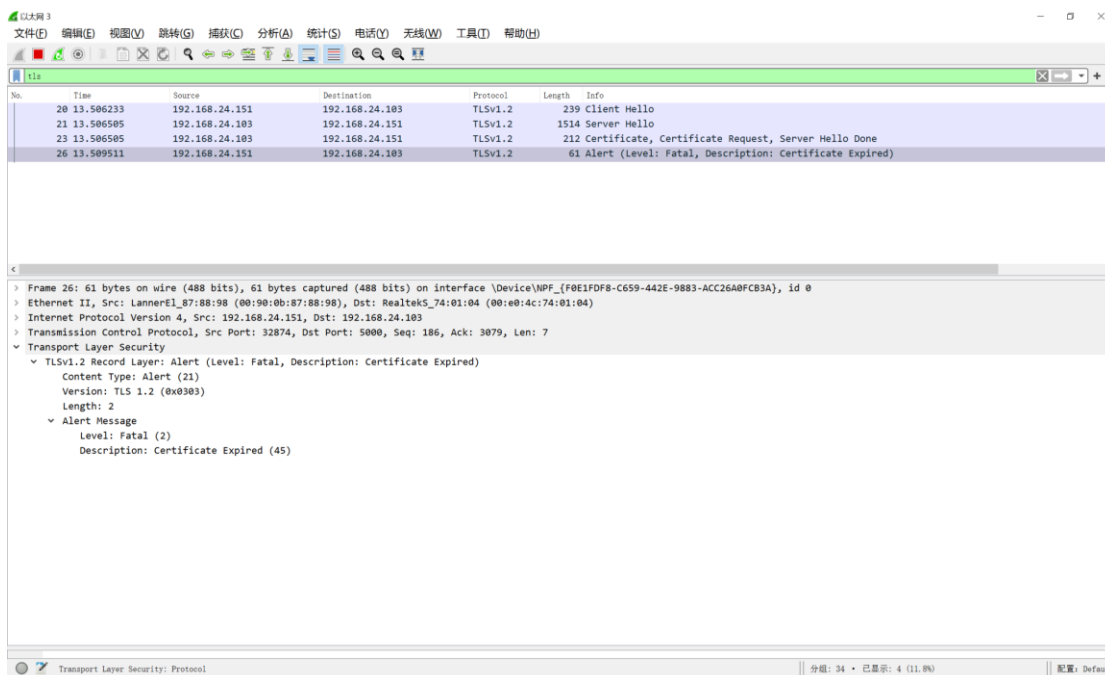 以太网 3
文件(F) 编辑(E) 视图(V) 跳转(G) 捕获(C) 分析(A) 统计(S) 电话(Y) 无线(W) 工具(T) 帮助(H)
tls
No. Time Source Destination Protocol Length Info
20 13.506233 192.168.24.151 192.168.24.103 TLSv1.2 239 Client Hello
21 13.506505 192.168.24.103 192.168.24.151 TLSv1.2 1514 Server Hello
23 13.506505 192.168.24.103 192.168.24.151 TLSv1.2 212 Certificate, Certificate Request, Server Hello Done
26 13.509511 192.168.24.151 192.168.24.103 TLSv1.2 61 Alert (Level: Fatal, Description: Certificate Expired)
> Frame 26: 61 bytes on wire (488 bits), 61 bytes captured (488 bits) on interface \Device\NPF_{F0E1FDF8-C659-442E-9883-ACC26A0FCB3A}, id 0
> Ethernet II, Src: LannerEl_87:88:98 (00:90:0b:87:88:98), Dst: RealtekS_74:01:04 (00:e0:4c:74:01:04)
> Internet Protocol Version 4, Src: 192.168.24.151, Dst: 192.168.24.103
> Transmission Control Protocol, Src Port: 32874, Dst Port: 5000, Seq: 186, Ack: 3079, Len: 7
Transport Layer Security
TLSv1.2 Record Layer: Alert (Level: Fatal, Description: Certificate Expired)
Content Type: Alert (21)
Version: TLS 1.2 (0x0303)
Length: 2
Alert Message
Level: Fatal (2)
Description: Certificate Expired (45)
Transport Layer Security: Protocol 分组: 34 · 已显示: 4 (11.8%) 配置: Defau